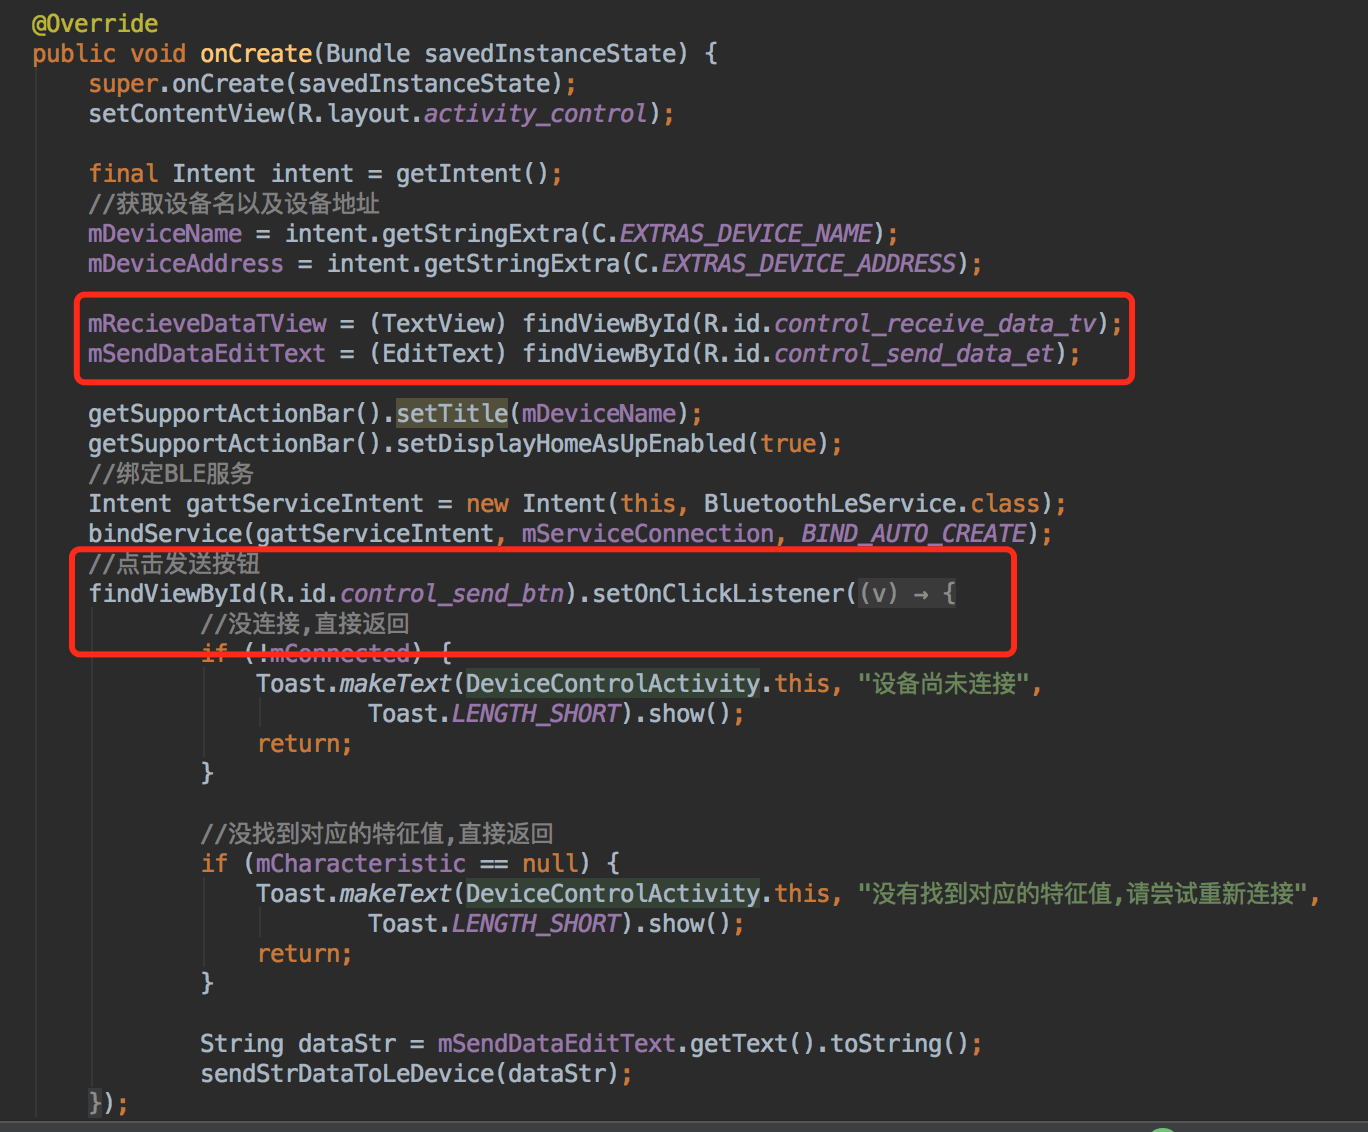 @Override
public void onCreate(Bundle savedInstanceState) {
super.onCreate(savedInstanceState);
setContentView(R.layout.activity_control);
final Intent intent = getIntent();
//获取设备名以及设备地址
mDeviceName = intent.getStringExtra(C.EXTRAS_DEVICE_NAME);
mDeviceAddress = intent.getStringExtra(C.EXTRAS_DEVICE_ADDRESS);
mRecieveDataTView = (TextView) findViewById(R.id.control_receive_data_tv);
mSendDataEditText = (EditText) findViewById(R.id.control_send_data_et);
getSupportActionBar().setTitle(mDeviceName);
getSupportActionBar().setDisplayHomeAsUpEnabled(true);
//绑定BLE服务
Intent gattServiceIntent = new Intent(this, BluetoothLeService.class);
bindService(gattServiceIntent, mServiceConnection, BIND_AUTO_CREATE);
//点击发送按钮
findViewById(R.id.control_send_btn).setOnClickListener((v) → {
//没连接,直接返回
if (!mConnected) {
Toast.makeText(DeviceControlActivity.this, "设备尚未连接",
Toast.LENGTH_SHORT).show();
return;
}
//没找到对应的特征值,直接返回
if (mCharacteristic == null) {
Toast.makeText(DeviceControlActivity.this, "没有找到对应的特征值,请尝试重新连接",
Toast.LENGTH_SHORT).show();
return;
}
String dataStr = mSendDataEditText.getText().toString();
sendStrDataToLeDevice(dataStr);
});